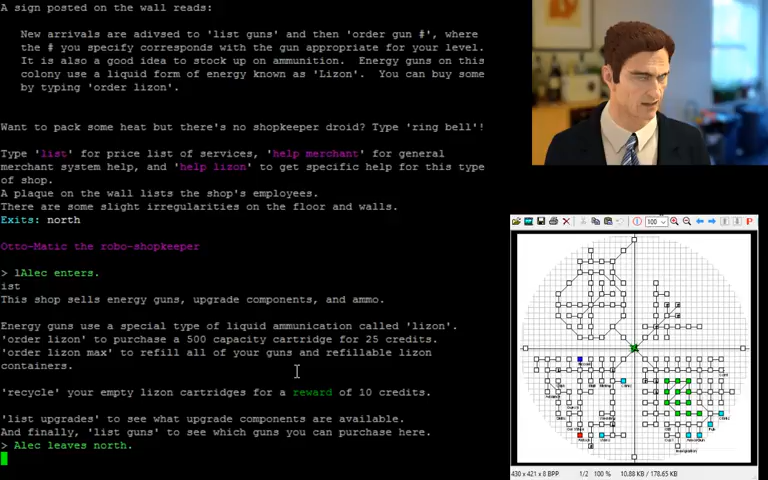 A sign posted on the wall reads:
New arrivals are adivsed to 'list guns' and then 'order gun #', where
the # you specify corresponds with the gun appropriate for your level.
It is also a good idea to stock up on ammunition.  Energy guns on this
colony use a liquid form of energy known as 'Lizon'.  You can buy some
by typing 'order lizon'.
Want to pack some heat but there's no shopkeeper droid? Type 'ring bell'!
Type 'list' for price list of services, 'help merchant' for general
merchant system help, and 'help lizon' to get specific help for this type
of shop.
A plaque on the wall lists the shop's employees.
There are some slight irregularities on the floor and walls.
Exits: north
Otto-Matic the robo-shopkeeper
> lAlec enters.
ist
This shop sells energy guns, upgrade components, and ammo.
Energy guns use a special type of liquid ammunication called 'lizon'.
'order lizon' to purchase a 500 capacity cartridge for 25 credits.
'order lizon max' to refill all of your guns and refillable lizon
containers.
'recycle' your empty lizon cartridges for a reward of 10 credits.
'list upgrades' to see what upgrade components are available.
And finally, 'list guns' to see which guns you can purchase here.
> Alec leaves north.
100
430 x 421 x 8 BPP
1/2
100 %
10.88 KB / 178.65 KB